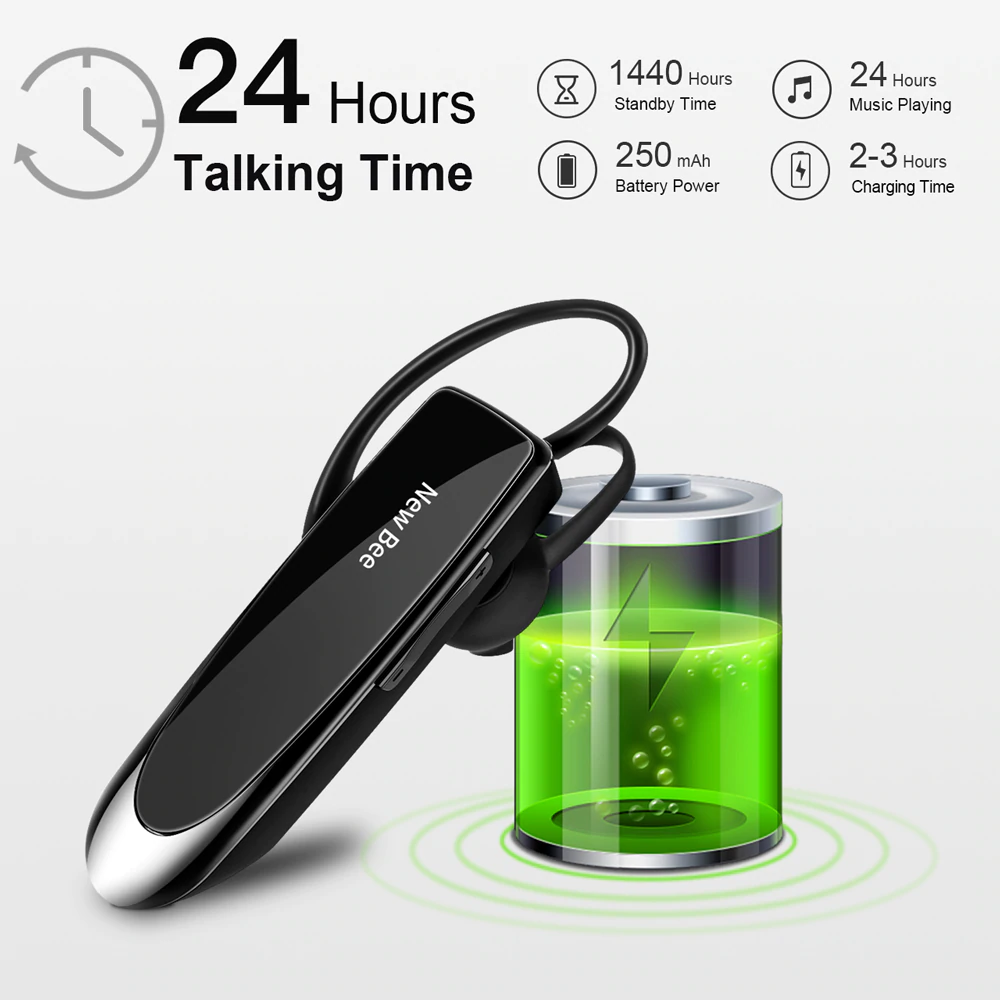 24 Hours
Talking Time
1440 Hours
Standby Time
24 Hours
Music Playing
250 mAh
Battery Power
2-3 Hours
Charging Time
New Bee